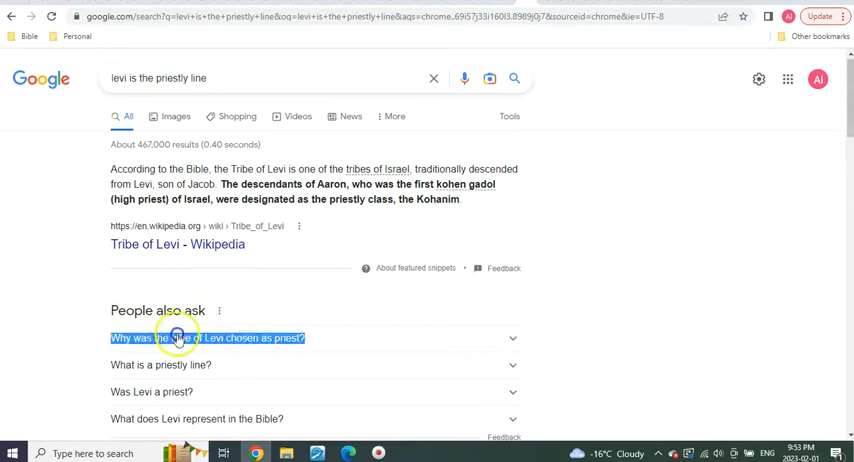 google.com/search?q=levi+is+the+priestly+line&oq=levi+is+the+priestly+line&aqs=chrome..69i57j33i160l3.8989j0j7&sourceid=chrome&ie=UTF-8
AI
Update
Bible
Personal
Other bookmarks
Google
levi is the priestly line
AI
All
Images
Shopping
Videos
News
More
Tools
About 467,000 results (0.40 seconds)
According to the Bible, the Tribe of Levi is one of the tribes of Israel, traditionally descended
from Levi, son of Jacob. The descendants of Aaron, who was the first kohen gadol
(high priest) of Israel, were designated as the priestly class, the Kohanim.
https://en.wikipedia.org › wiki › Tribe_of_Levi
Tribe of Levi - Wikipedia
About featured snippets • Feedback
People also ask
Why was the of Levi chosen as priest?
What is a priestly line?
Was Levi a priest?
What does Levi represent in the Bible?
Feedback
Type here to search
-16°C Cloudy
ENG
9:53 PM
2023-02-01